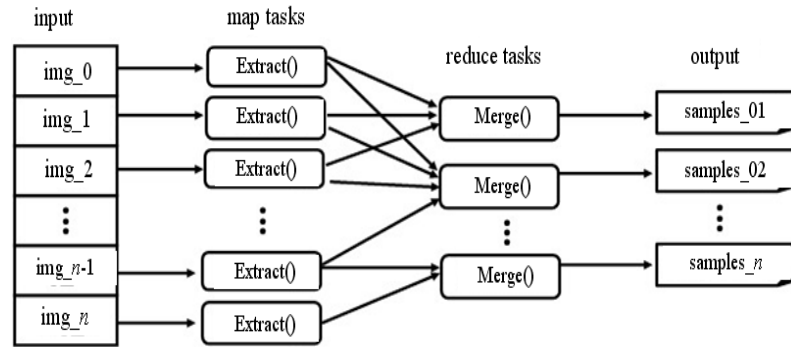 input
map tasks
reduce tasks
output
img_0
Extract()
img_1
Extract()
Merge()
samples_01
img_2
Extract()
Merge()
samples_02
img_n-1
Extract()
Merge()
samples_n
img_n
Extract()